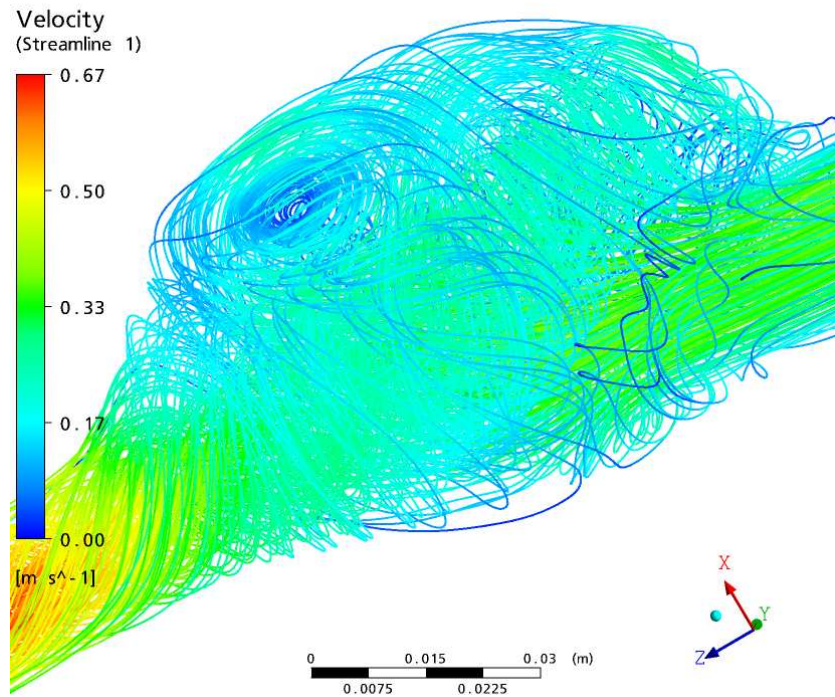 Velocity
(Streamline 1)
0.67
0.50
0.33
0.17
0.00
[m s^-1]
X
Y
Z
0 0.015 0.03 (m)
0.0075 0.0225